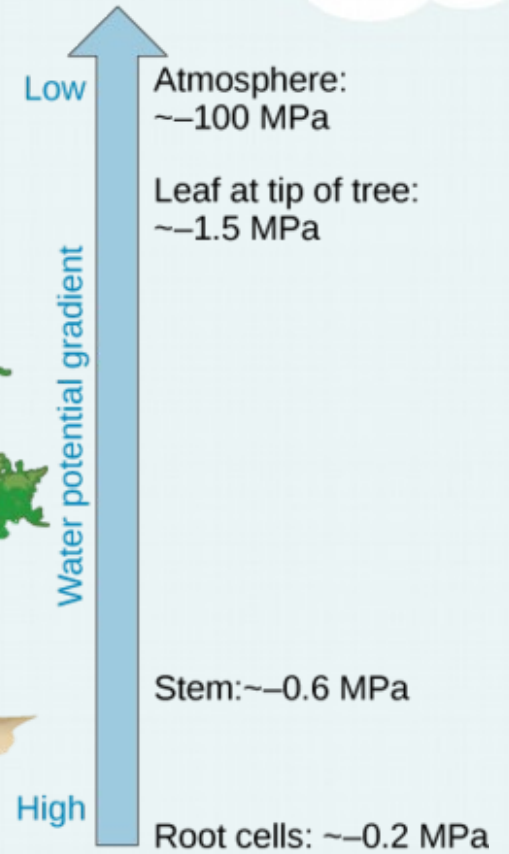 Low
Atmosphere:
~–100 MPa
Leaf at tip of tree:
~–1.5 MPa
Water potential gradient
Stem:~–0.6 MPa
High
Root cells: ~–0.2 MPa